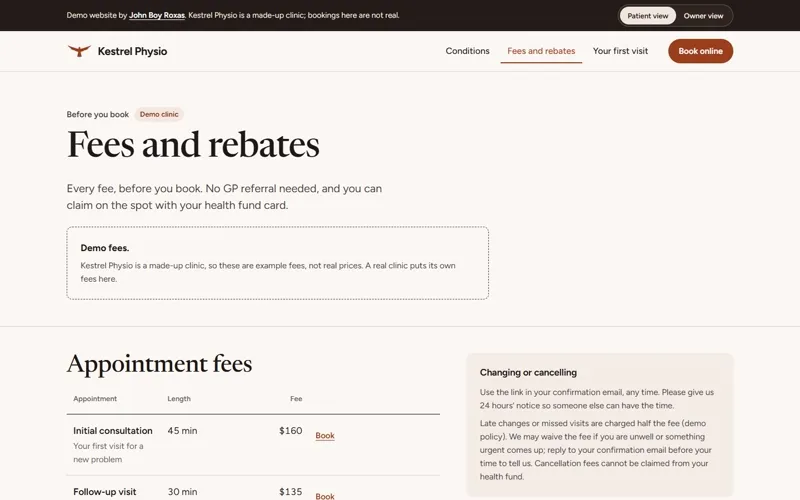 Demo website by John Boy Roxas. Kestrel Physio is a made-up clinic; bookings here are not real.
Patient view
Owner view
Kestrel Physio
Conditions
Fees and rebates
Your first visit
Book online
Before you book
Demo clinic
Fees and rebates
Every fee, before you book. No GP referral needed, and you can
claim on the spot with your health fund card.
Demo fees.
Kestrel Physio is a made-up clinic, so these are example fees, not real prices. A real clinic puts its own
fees here.
Appointment fees
Appointment Length Fee
Initial consultation 45 min $160 Book
Your first visit for a
new problem
Follow-up visit 30 min $135 Book
Changing or cancelling
Use the link in your confirmation email, any time. Please give us
24 hours' notice so someone else can have the time.
Late changes or missed visits are charged half the fee (demo
policy). We may waive the fee if you are unwell or something
urgent comes up; reply to your confirmation email before your
time to tell us. Cancellation fees cannot be claimed from your
health fund.